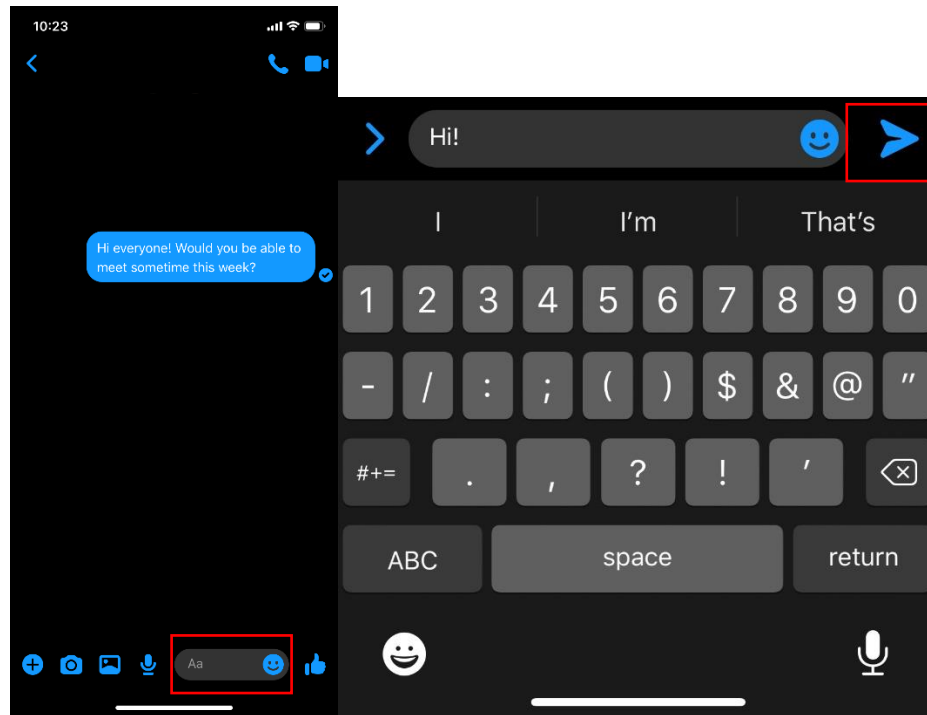 10:23
Hi everyone! Would you be able to
meet sometime this week?
Aa
Hi!
I I'm That's
1 2 3 4 5 6 7 8 9 0
- / : ; ( ) $ & @ "
#+= . , ? ! '
ABC space return